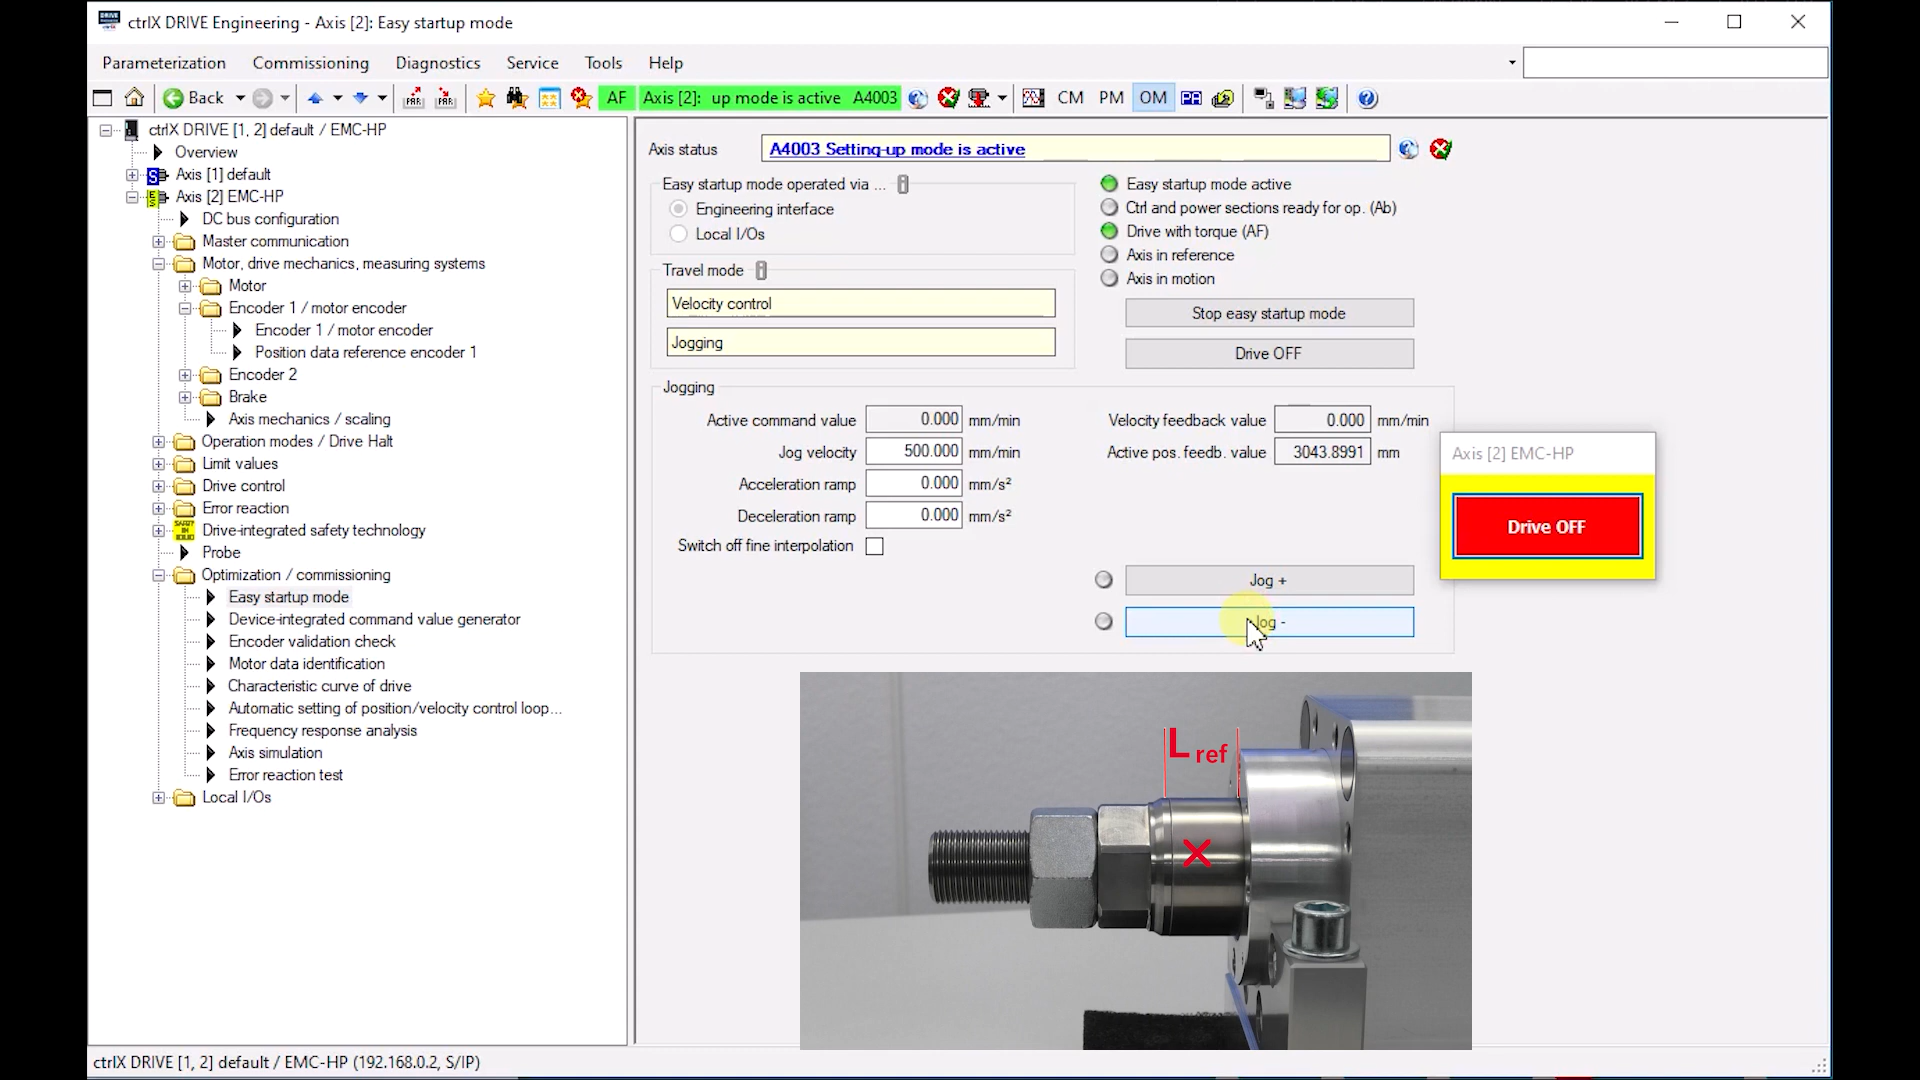 ctrlX DRIVE Engineering - Axis [2]: Easy startup mode
Parameterization Commissioning Diagnostics Service Tools Help
Back AF Axis [2]: up mode is active A4003 CM PM OM
ctrlX DRIVE [1, 2] default / EMC-HP
Overview
Axis [1] default
Axis [2] EMC-HP
DC bus configuration
Master communication
Motor, drive mechanics, measuring systems
Motor
Encoder 1 / motor encoder
Encoder 1 / motor encoder
Position data reference encoder 1
Encoder 2
Brake
Axis mechanics / scaling
Operation modes / Drive Halt
Limit values
Drive control
Error reaction
Drive-integrated safety technology
Probe
Optimization / commissioning
Easy startup mode
Device-integrated command value generator
Encoder validation check
Motor data identification
Characteristic curve of drive
Automatic setting of position/velocity control loop...
Frequency response analysis
Axis simulation
Error reaction test
Local I/Os
Axis status A4003 Setting-up mode is active
Easy startup mode operated via ...
Engineering interface
Local I/Os
Travel mode
Velocity control
Jogging
Easy startup mode active
Ctrl and power sections ready for op. (Ab)
Drive with torque (AF)
Axis in reference
Axis in motion
Stop easy startup mode
Drive OFF
Jogging
Active command value 0.000 mm/min
Jog velocity 500.000 mm/min
Acceleration ramp 0.000 mm/s²
Deceleration ramp 0.000 mm/s²
Switch off fine interpolation
Velocity feedback value 0.000 mm/min
Active pos. feedb. value 3043.8991 mm
Jog +
Jog -
Axis [2] EMC-HP
Drive OFF
L ref
ctrlX DRIVE [1, 2] default / EMC-HP (192.168.0.2, S/IP)